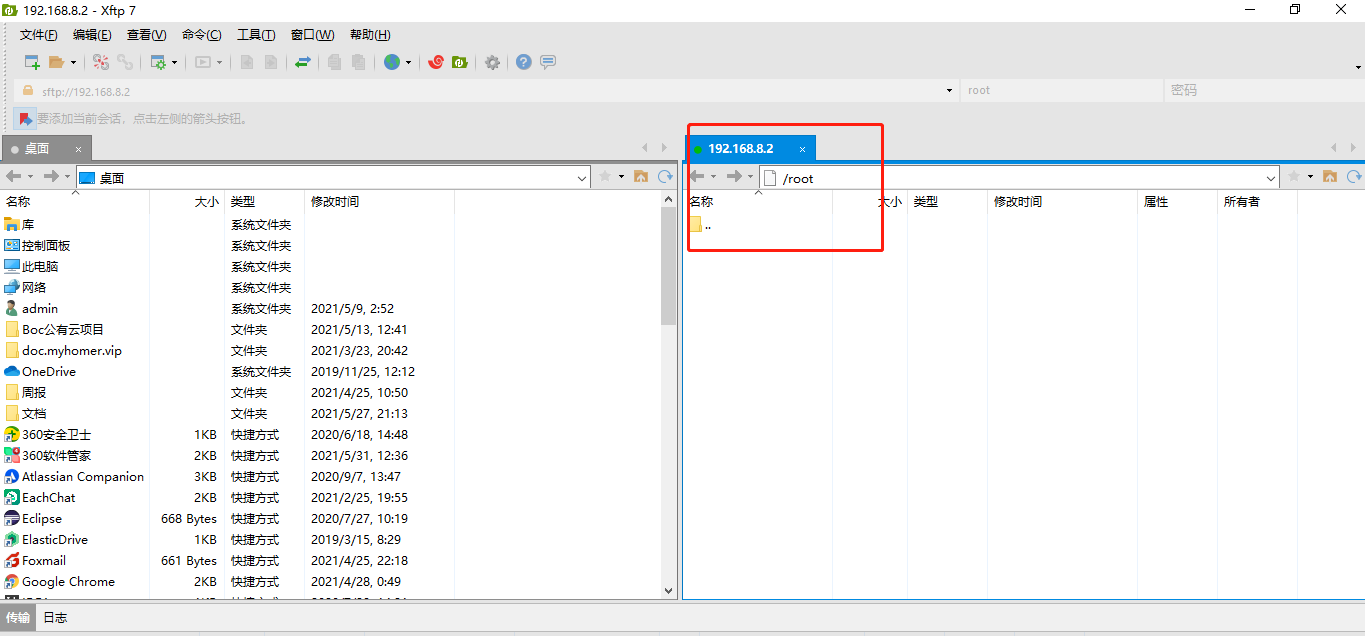 192.168.8.2 - Xftp 7
文件(F) 编辑(E) 查看(V) 命令(C) 工具(T) 窗口(W) 帮助(H)
sftp://192.168.8.2 root 密码
要添加当前会话，点击左侧的箭头按钮。
桌面 × 192.168.8.2 ×
桌面 /root
名称 大小 类型 修改时间 名称 大小 类型 修改时间 属性 所有者
库 系统文件夹 ..
控制面板 系统文件夹
此电脑 系统文件夹
网络 系统文件夹
admin 系统文件夹 2021/5/9, 2:52
Boc公有云项目 文件夹 2021/5/13, 12:41
doc.myhomer.vip 文件夹 2021/3/23, 20:42
OneDrive 系统文件夹 2019/11/25, 12:12
周报 文件夹 2021/4/25, 10:50
文档 文件夹 2021/5/27, 21:13
360安全卫士 1KB 快捷方式 2020/6/18, 14:48
360软件管家 2KB 快捷方式 2021/5/31, 12:36
Atlassian Companion 3KB 快捷方式 2020/9/7, 13:47
EachChat 2KB 快捷方式 2021/2/25, 19:55
Eclipse 668 Bytes 快捷方式 2020/7/27, 10:19
ElasticDrive 1KB 快捷方式 2019/3/15, 8:29
Foxmail 661 Bytes 快捷方式 2021/4/25, 22:18
Google Chrome 2KB 快捷方式 2021/4/28, 0:49
传输 日志